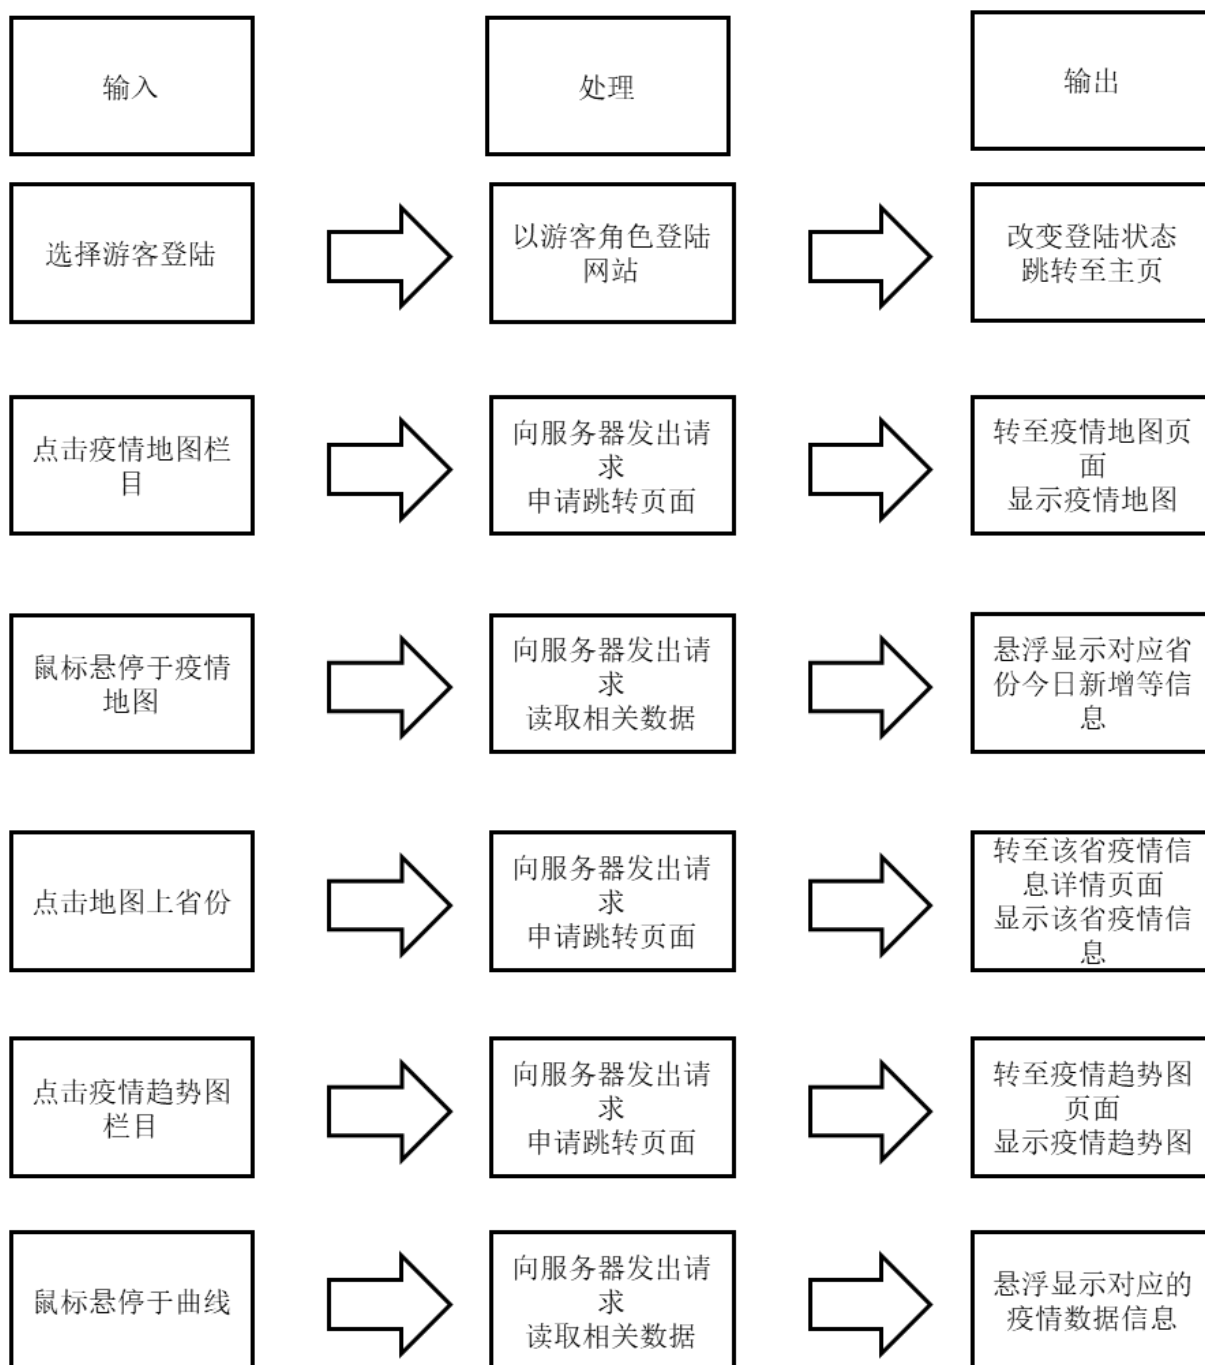 输入
处理
输出
选择游客登陆
以游客角色登陆
网站
改变登陆状态
跳转至主页
点击疫情地图栏
目
向服务器发出请
求
申请跳转页面
转至疫情地图页
面
显示疫情地图
鼠标悬停于疫情
地图
向服务器发出请
求
读取相关数据
悬浮显示对应省
份今日新增等信
息
点击地图上省份
向服务器发出请
求
申请跳转页面
转至该省疫情信
息详情页面
显示该省疫情信
息
点击疫情趋势图
栏目
向服务器发出请
求
申请跳转页面
转至疫情趋势图
页面
显示疫情趋势图
鼠标悬停于曲线
向服务器发出请
求
读取相关数据
悬浮显示对应的
疫情数据信息